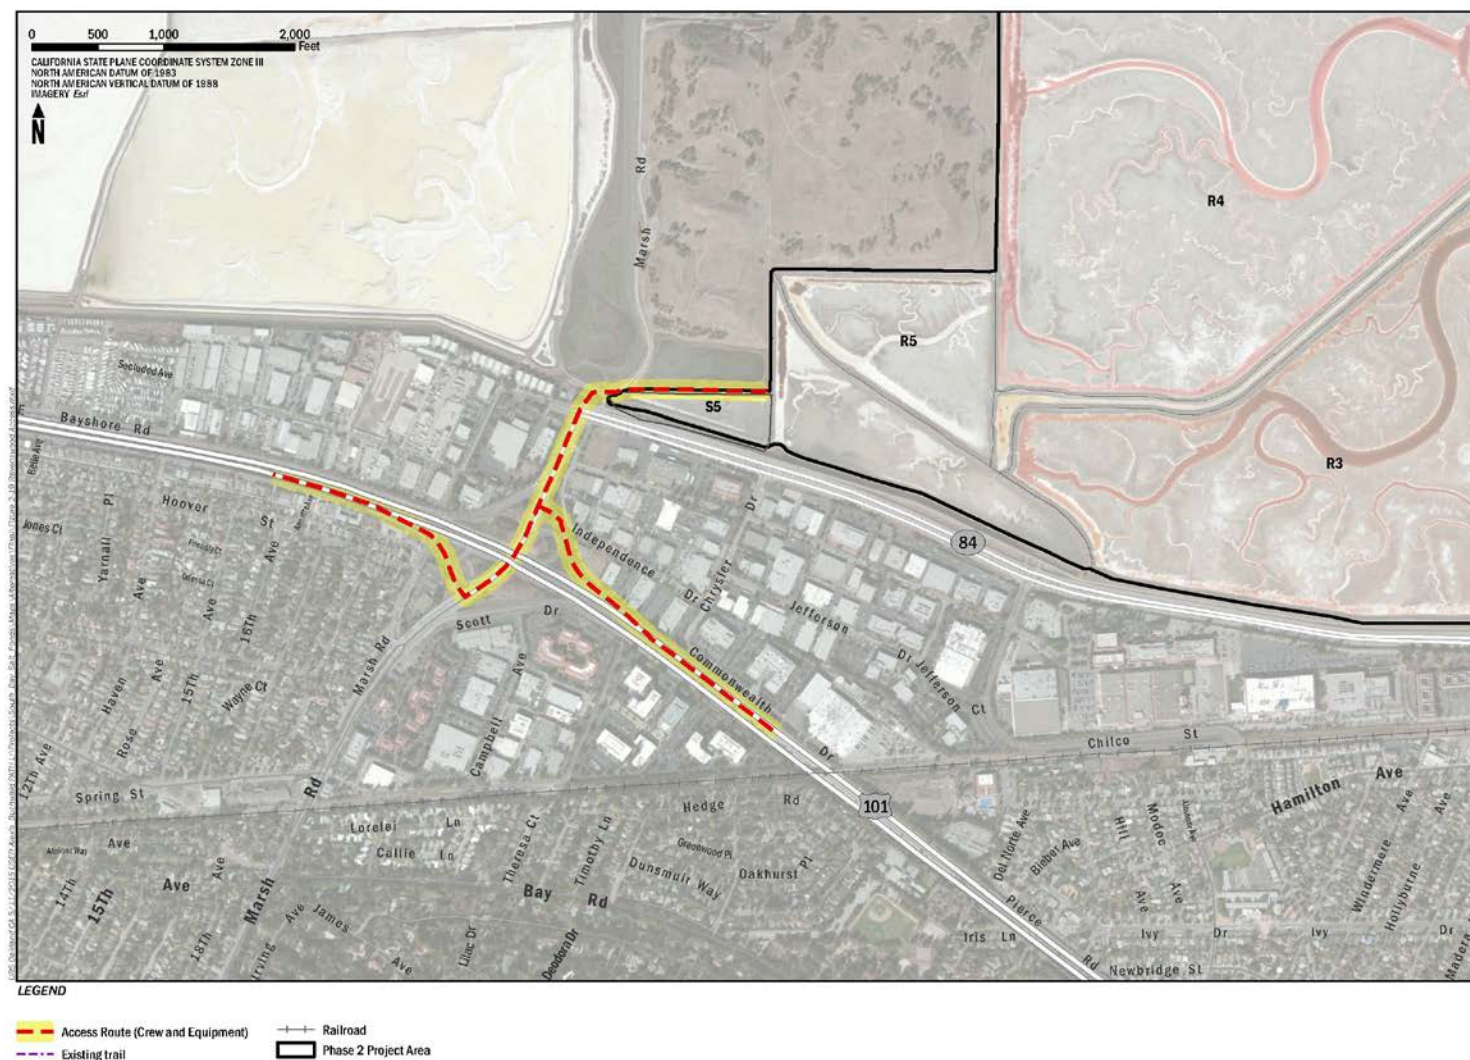 0 500 1,000 2,000
Feet
CALIFORNIA STATE PLANE COORDINATE SYSTEM ZONE III
NORTH AMERICAN DATUM OF 1983
NORTH AMERICAN VERTICAL DATUM OF 1988
IMAGERY Esri
N
Marsh Rd
R4
R5
R3
S5
Secluded Ave
Bayshore Rd
Belle Ave
84
Jones Ct
Yarnall Pl
Hoover St
Haven Ave
Rose Ave
15Th Ave
16Th Ave
Wayne Ct
Independence Dr
Chrysler Dr
Jefferson Dr
Jefferson Ct
Scott Dr
Marsh Rd
Campbell Ave
Commonwealth Dr
Chilco St
12Th Ave
Spring St
101
Hamilton Ave
Hedge Rd
Lorelei Ln
Callie Ln
Theresa Ct
Timothy Ln
Greenwood Pl
Dunsmuir Way
Oakhurst Pl
Del Norte Ave
Bieber Ave
Hill Ave
Modoc Ave
Windermere Ave
Hollyburne Ave
Madera
14Th Ave
15Th Ave
18Th Ave
Marsh Rd
Irving Ave
James Ave
Lilac Dr
Bay Rd
Deodora Dr
Iris Ln
Pierce Rd
Ivy Dr
Ivy Dr
Newbridge St
LEGEND
Access Route (Crew and Equipment)
Existing trail
Railroad
Phase 2 Project Area